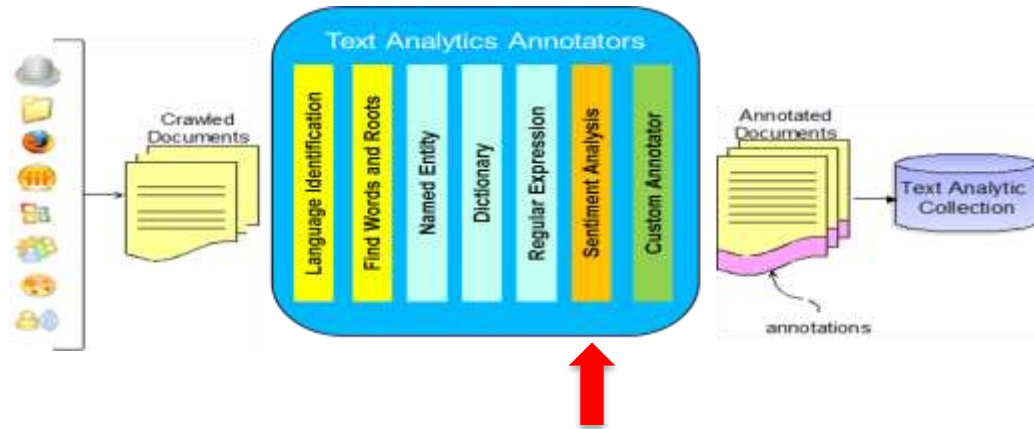 Text Analytics Annotators
Crawled
Documents
Language Identification
Find Words and Roots
Named Entity
Dictionary
Regular Expression
Sentiment Analysis
Custom Annotator
Annotated
Documents
annotations
Text Analytic
Collection